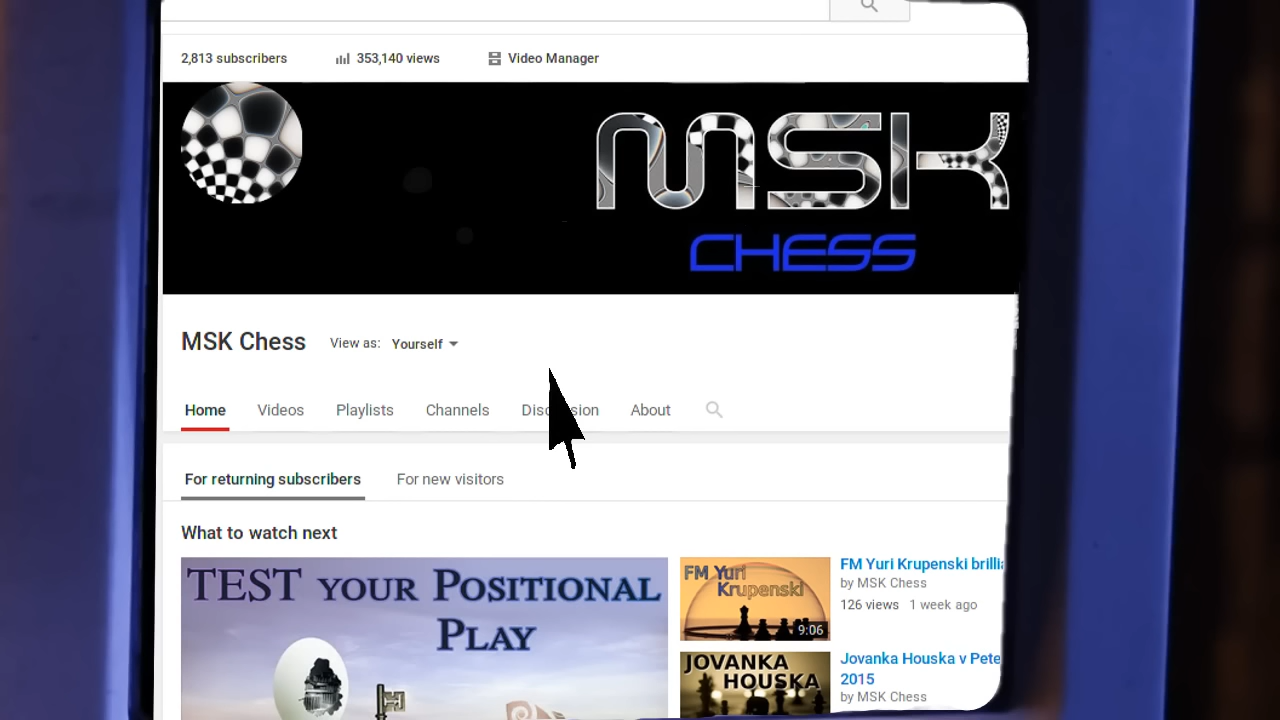 2,813 subscribers 353,140 views Video Manager
MSK
CHESS
MSK Chess View as: Yourself
Home Videos Playlists Channels Discussion About
For returning subscribers For new visitors
What to watch next
TEST YOUR POSITIONAL
PLAY
FM Yuri
Krupenski
9:06
FM Yuri Krupenski
by MSK Chess
126 views 1 week ago
JOVANKA
HOUSKA
Jovanka Houska v Pete
2015
by MSK Chess